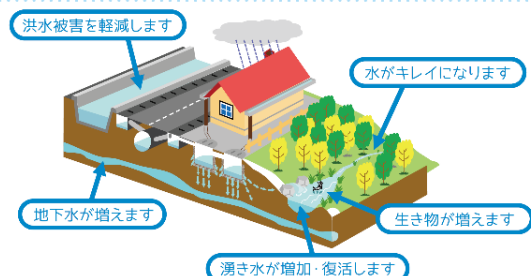 洪水被害を軽減します
水がキレイになります
地下水が増えます
生き物が増えます
湧き水が増加・復活します